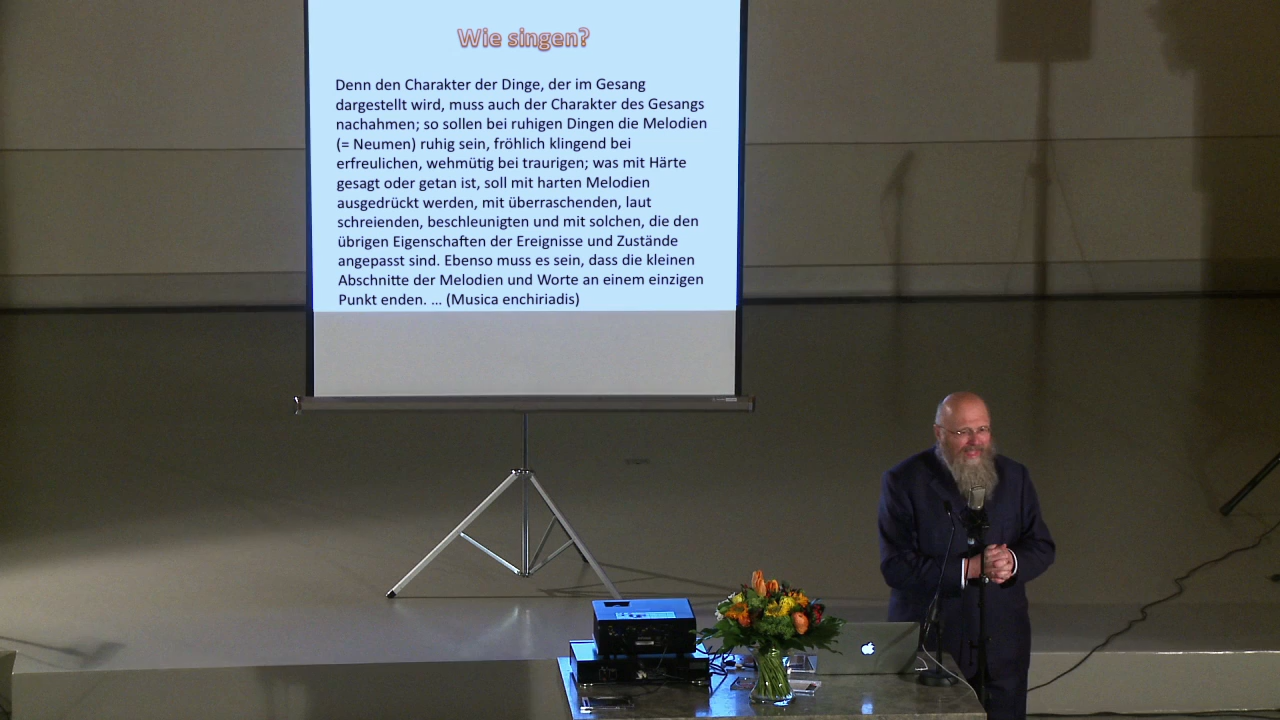 Wie singen?
Denn den Charakter der Dinge, der im Gesang
dargestellt wird, muss auch der Charakter des Gesangs
nachahmen; so sollen bei ruhigen Dingen die Melodien
(= Neumen) ruhig sein, fröhlich klingend bei
erfreulichen, wehmütig bei traurigen; was mit Härte
gesagt oder getan ist, soll mit harten Melodien
ausgedrückt werden, mit überraschenden, laut
schreienden, beschleunigten und mit solchen, die den
übrigen Eigenschaften der Ereignisse und Zustände
angepasst sind. Ebenso muss es sein, dass die kleinen
Abschnitte der Melodien und Worte an einem einzigen
Punkt enden. ... (Musica enchiriadis)